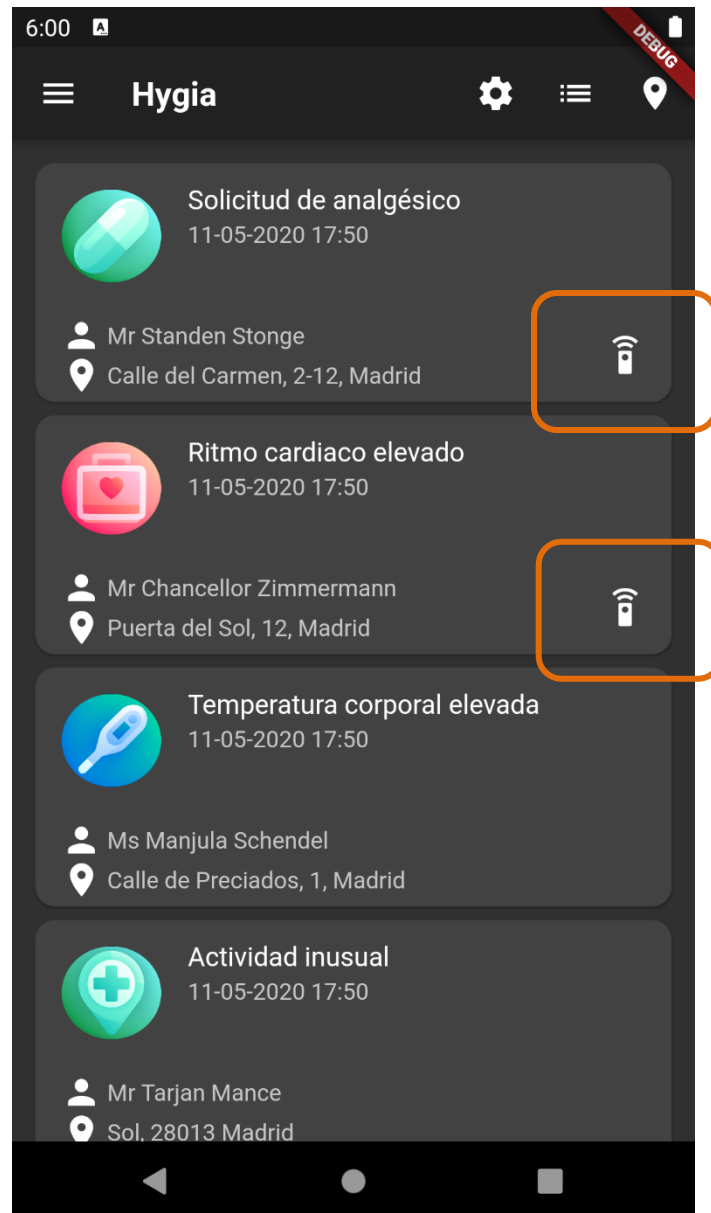 6:00 A
DEBUG
Hygia
Solicitud de analgésico
11-05-2020 17:50
Mr Standen Stonge
Calle del Carmen, 2-12, Madrid
Ritmo cardiaco elevado
11-05-2020 17:50
Mr Chancellor Zimmermann
Puerta del Sol, 12, Madrid
Temperatura corporal elevada
11-05-2020 17:50
Ms Manjula Schendel
Calle de Preciados, 1, Madrid
Actividad inusual
11-05-2020 17:50
Mr Tarjan Mance
Sol, 28013 Madrid